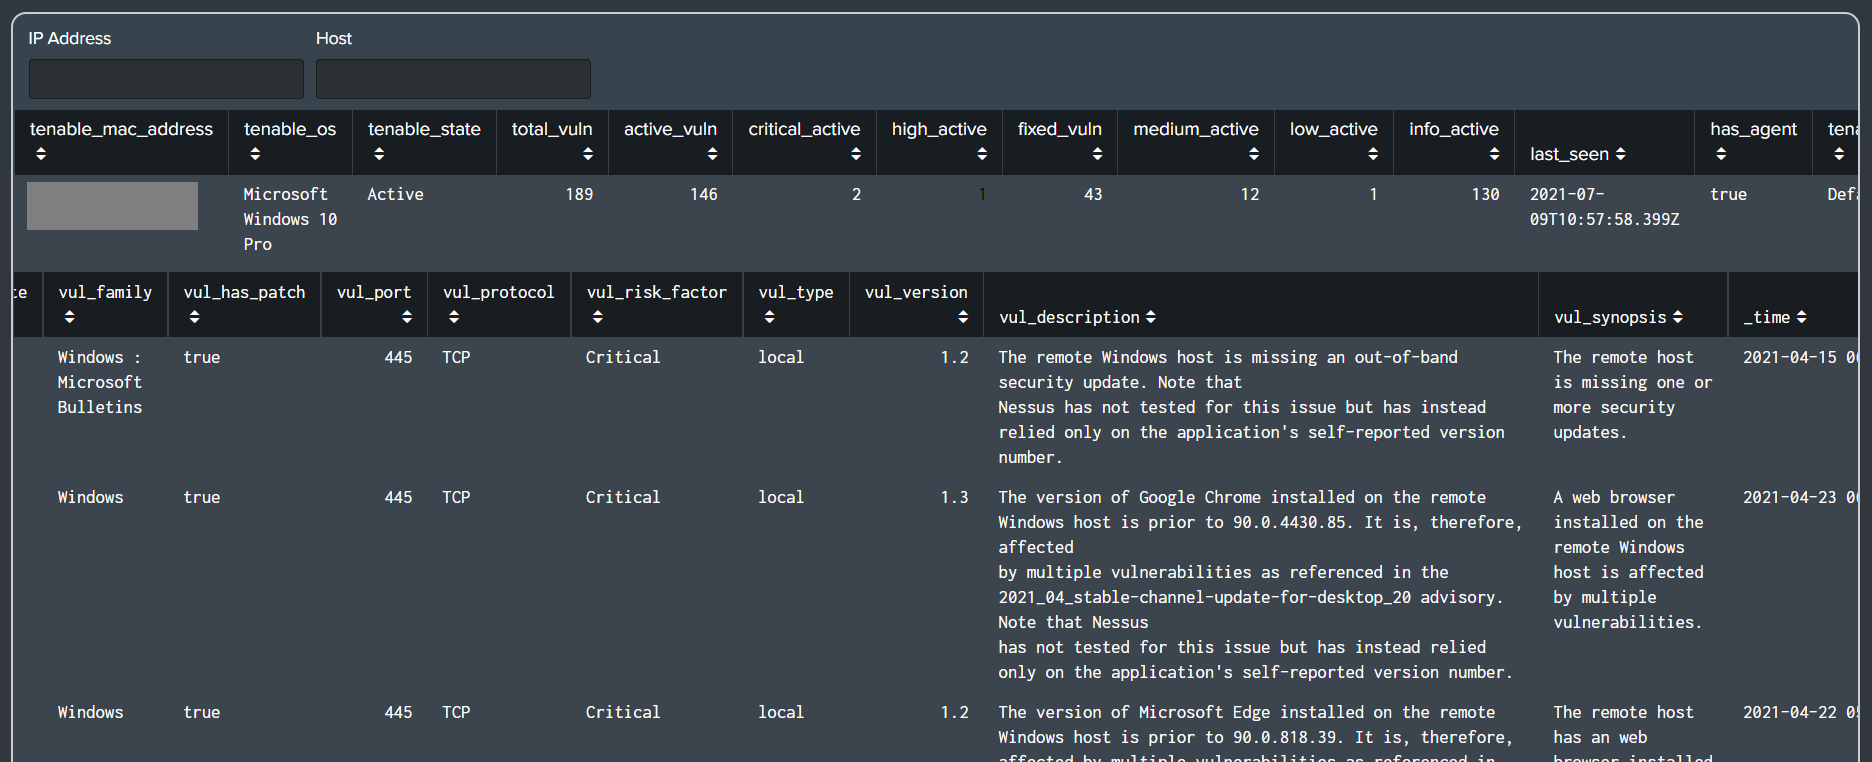 IP Address Host
tenable_mac_address tenable_os tenable_state total_vuln active_vuln critical_active high_active fixed_vuln medium_active low_active info_active last_seen has_agent tena
Microsoft Active 189 146 2 1 43 12 1 130 2021-07- true Defa
Windows 10 09T10:57:58.399Z
Pro
te vul_family vul_has_patch vul_port vul_protocol vul_risk_factor vul_type vul_version
vul_description vul_synopsis _time
Windows : true 445 TCP Critical local 1.2 The remote Windows host is missing an out-of-band The remote host 2021-04-15 0
Microsoft security update. Note that is missing one or
Bulletins Nessus has not tested for this issue but has instead more security
relied only on the application's self-reported version updates.
number.
Windows true 445 TCP Critical local 1.3 The version of Google Chrome installed on the remote A web browser 2021-04-23 0
Windows host is prior to 90.0.4430.85. It is, therefore, installed on the
affected remote Windows
by multiple vulnerabilities as referenced in the host is affected
2021_04_stable-channel-update-for-desktop_20 advisory. by multiple
Note that Nessus vulnerabilities.
has not tested for this issue but has instead relied
only on the application's self-reported version number.
Windows true 445 TCP Critical local 1.2 The version of Microsoft Edge installed on the remote The remote host 2021-04-22 0
Windows host is prior to 90.0.818.39. It is, therefore, has an web
affected by multiple vulnerabilities as referenced in browser installed